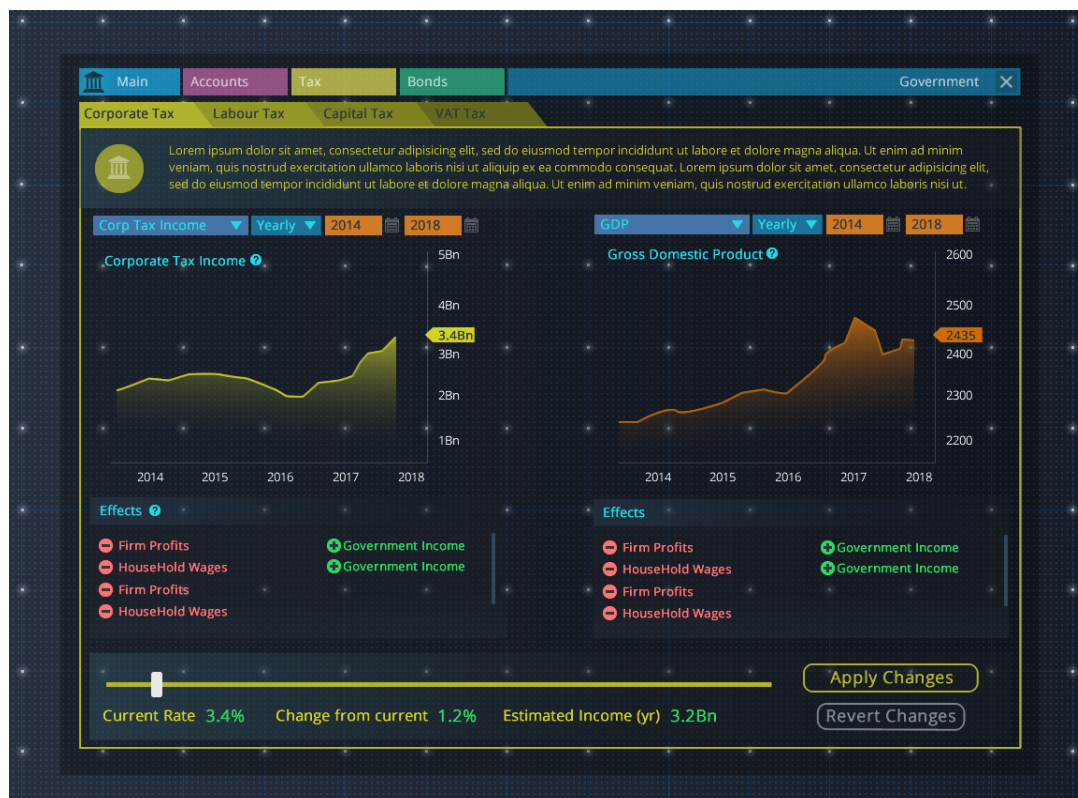 Main Accounts Tax Bonds Government
Corporate Tax Labour Tax Capital Tax VAT Tax
Lorem ipsum dolor sit amet, consectetur adipisicing elit, sed do eiusmod tempor incididunt ut labore et dolore magna aliqua. Ut enim ad minim
veniam, quis nostrud exercitation ullamco laboris nisi ut aliquip ex ea commodo consequat. Lorem ipsum dolor sit amet, consectetur adipisicing elit,
sed do eiusmod tempor incididunt ut labore et dolore magna aliqua. Ut enim ad minim veniam, quis nostrud exercitation ullamco laboris nisi ut.
Corp Tax Income Yearly 2014 2018
Corporate Tax Income
5Bn
4Bn
3.4Bn
3Bn
2Bn
1Bn
2014 2015 2016 2017 2018
GDP Yearly 2014 2018
Gross Domestic Product
2600
2500
2435
2400
2300
2200
2014 2015 2016 2017 2018
Effects
Firm Profits Government Income
HouseHold Wages Government Income
Firm Profits
HouseHold Wages
Effects
Firm Profits Government Income
HouseHold Wages Government Income
Firm Profits
HouseHold Wages
Apply Changes
Current Rate 3.4% Change from current 1.2% Estimated Income (yr) 3.2Bn
Revert Changes